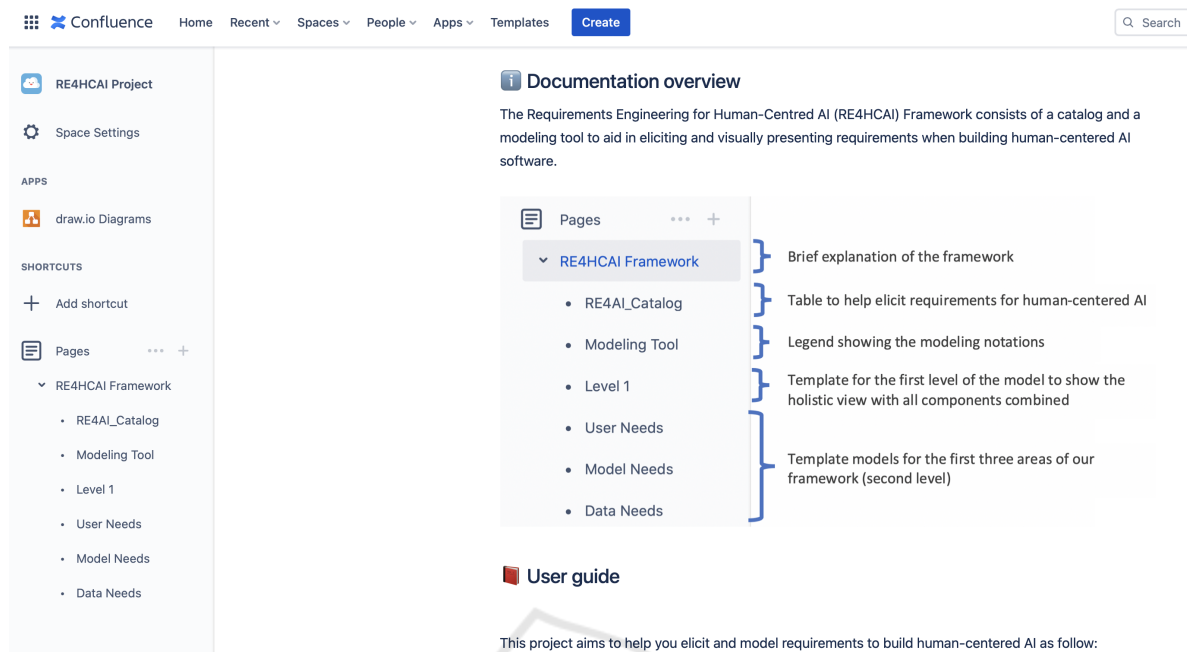 Confluence Home Recent Spaces People Apps Templates Create Search
RE4HCAI Project
Space Settings
APPS
draw.io Diagrams
SHORTCUTS
Add shortcut
Pages
RE4HCAI Framework
RE4AI_Catalog
Modeling Tool
Level 1
User Needs
Model Needs
Data Needs
Documentation overview
The Requirements Engineering for Human-Centred AI (RE4HCAI) Framework consists of a catalog and a
modeling tool to aid in eliciting and visually presenting requirements when building human-centered AI
software.
Pages
RE4HCAI Framework
Brief explanation of the framework
RE4AI_Catalog
Table to help elicit requirements for human-centered AI
Modeling Tool
Legend showing the modeling notations
Level 1
Template for the first level of the model to show the
holistic view with all components combined
User Needs
Model Needs
Data Needs
Template models for the first three areas of our
framework (second level)
User guide
This project aims to help you elicit and model requirements to build human-centered AI as follow: